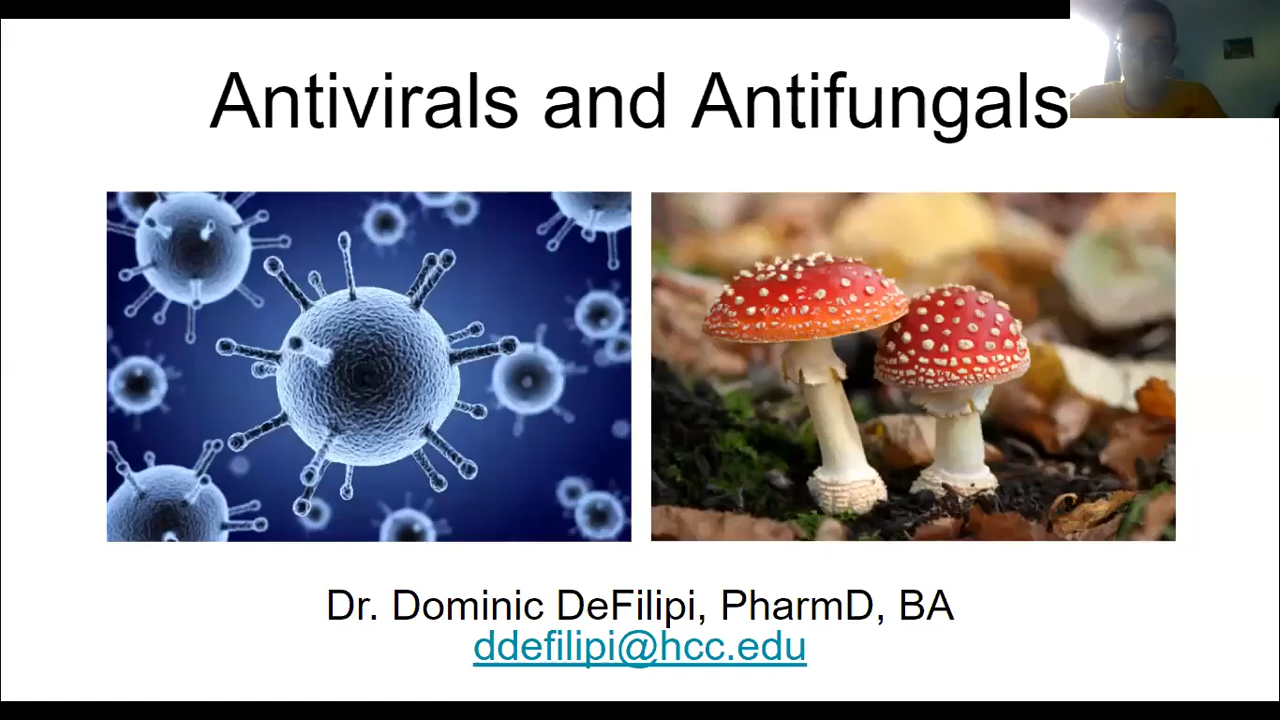 Antivirals and Antifungals
Dr. Dominic DeFilipi, PharmD, BA
ddefilipi@hcc.edu